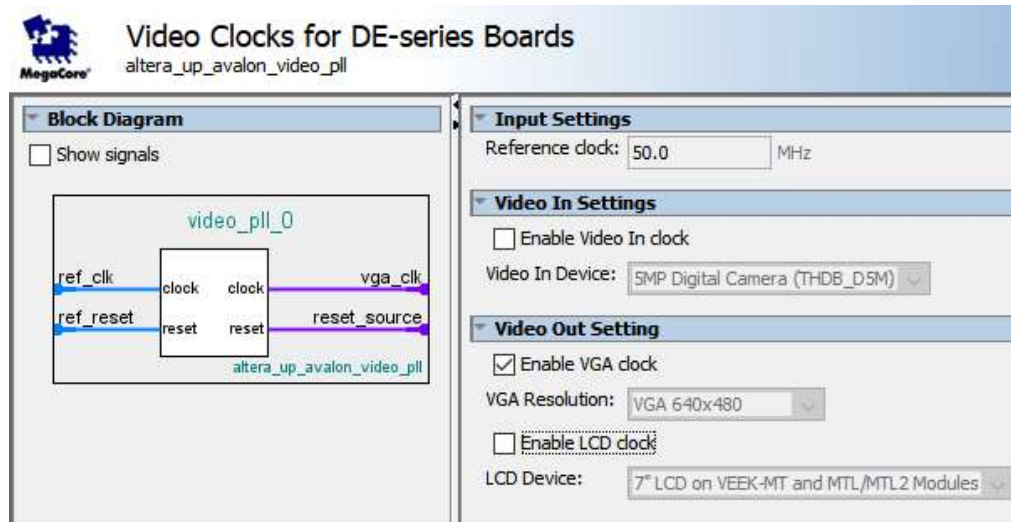 MegaCore®
Video Clocks for DE-series Boards
altera_up_avalon_video_pll
Block Diagram
Show signals
video_pll_0
ref_clk
clock
clock
vga_clk
ref_reset
reset
reset
reset_source
altera_up_avalon_video_pll
Input Settings
Reference clock: 50.0 MHz
Video In Settings
Enable Video In clock
Video In Device: 5MP Digital Camera (THDB_D5M)
Video Out Setting
Enable VGA clock
VGA Resolution: VGA 640x480
Enable LCD clock
LCD Device: 7" LCD on VEEK-MT and MTL/MTL2 Modules